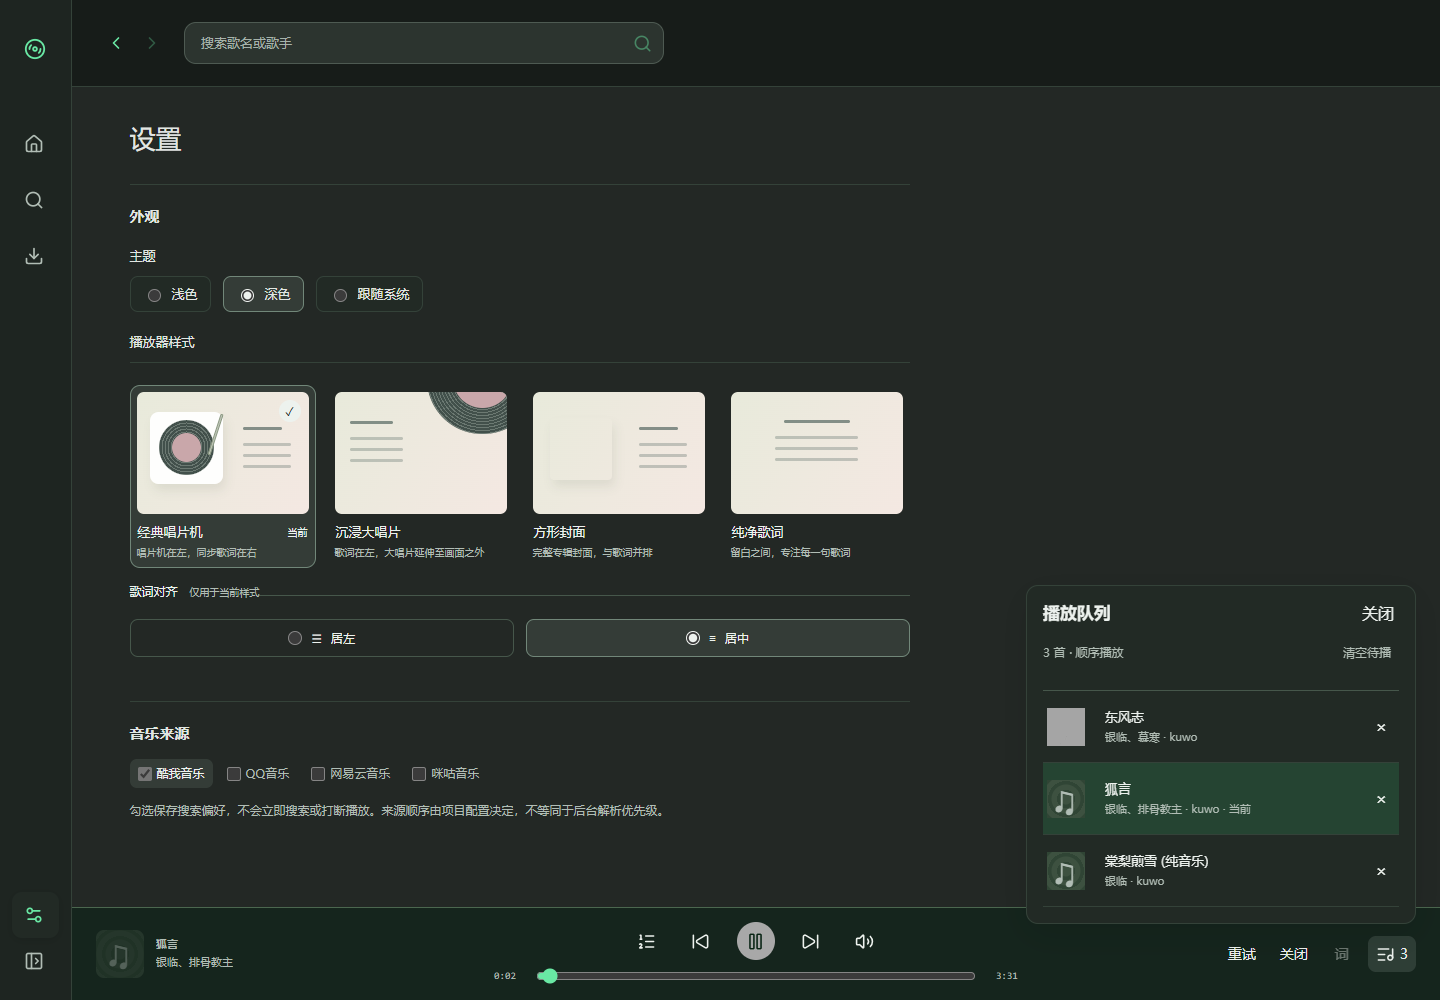 搜索歌名或歌手
设置
外观
主题
浅色
深色
跟随系统
播放器样式
经典唱片机 当前
唱片机在左，同步歌词在右
沉浸大唱片
歌词在左，大唱片延伸至画面之外
方形封面
完整专辑封面，与歌词并排
纯净歌词
留白之间，专注每一句歌词
歌词对齐 仅用于当前样式
居左
居中
音乐来源
酷我音乐
QQ音乐
网易云音乐
咪咕音乐
勾选保存搜索偏好，不会立即搜索或打断播放。来源顺序由项目配置决定，不等同于后台解析优先级。
播放队列 关闭
3 首 · 顺序播放 清空待播
东风志
银临、慕寒 · kuwo
狐言
银临、排骨教主 · kuwo · 当前
棠梨煎雪 (纯音乐)
银临 · kuwo
狐言
银临、排骨教主
0:02
3:31
重试
关闭
词
3